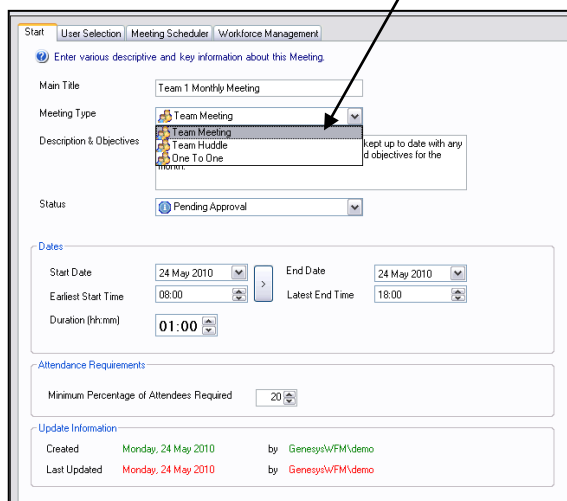 Start User Selection Meeting Scheduler Workforce Management
Enter various descriptive and key information about this Meeting.
Main Title Team 1 Monthly Meeting
Meeting Type Team Meeting
Team Meeting
Team Huddle
One To One
Description & Objectives kept up to date with any
d objectives for the
month.
Status Pending Approval
Dates
Start Date 24 May 2010 > End Date 24 May 2010
Earliest Start Time 08:00 Latest End Time 18:00
Duration (hh:mm) 01:00
Attendance Requirements
Minimum Percentage of Attendees Required 20
Update Information
Created Monday, 24 May 2010 by GenesysWFM\demo
Last Updated Monday, 24 May 2010 by GenesysWFM\demo